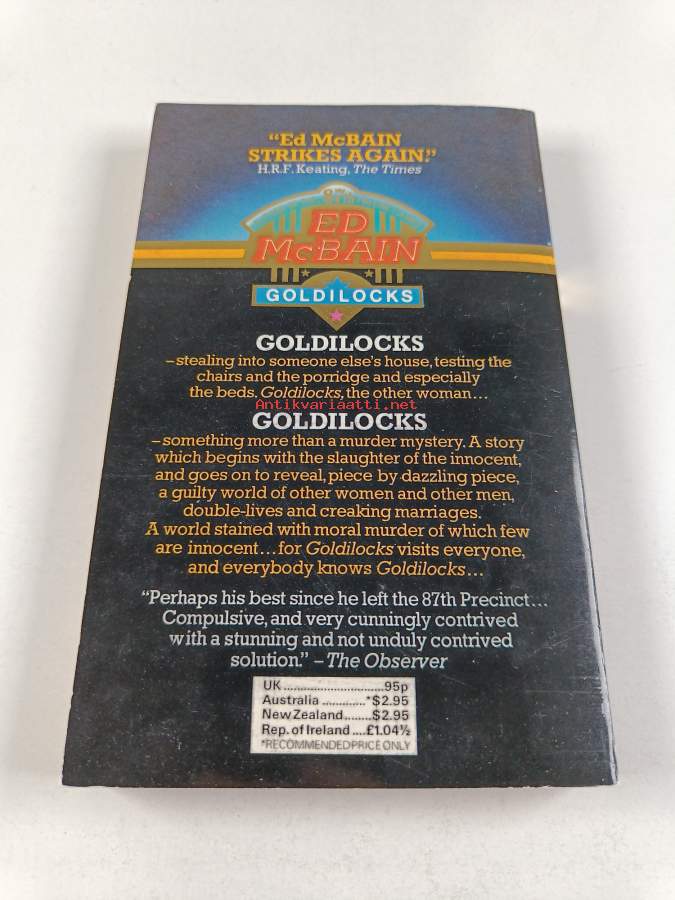 “Ed McBAIN
STRIKES AGAIN.”
H.R.F. Keating, The Times
ED
McBAIN
GOLDILOCKS
GOLDILOCKS
–stealing into someone else's house, testing the
chairs and the porridge and especially
the beds. Goldilocks, the other woman...
Antikvariaatti.net
GOLDILOCKS
–something more than a murder mystery. A story
which begins with the slaughter of the innocent,
and goes on to reveal, piece by dazzling piece,
a guilty world of other women and other men,
double-lives and creaking marriages.
A world stained with moral murder of which few
are innocent...for Goldilocks visits everyone,
and everybody knows Goldilocks...
“Perhaps his best since he left the 87th Precinct...
Compulsive, and very cunningly contrived
with a stunning and not unduly contrived
solution.” – The Observer
UK..............................95p
Australia .............*$2.95
New Zealand........$2.95
Rep. of Ireland ....£1.04½
*RECOMMENDED PRICE ONLY